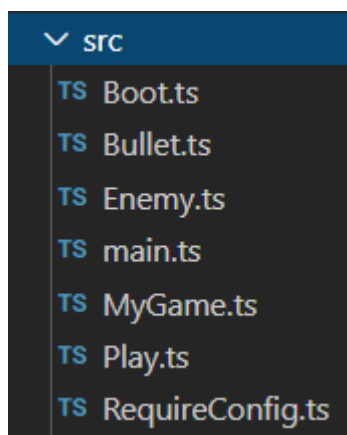 src
TS Boot.ts
TS Bullet.ts
TS Enemy.ts
TS main.ts
TS MyGame.ts
TS Play.ts
TS RequireConfig.ts